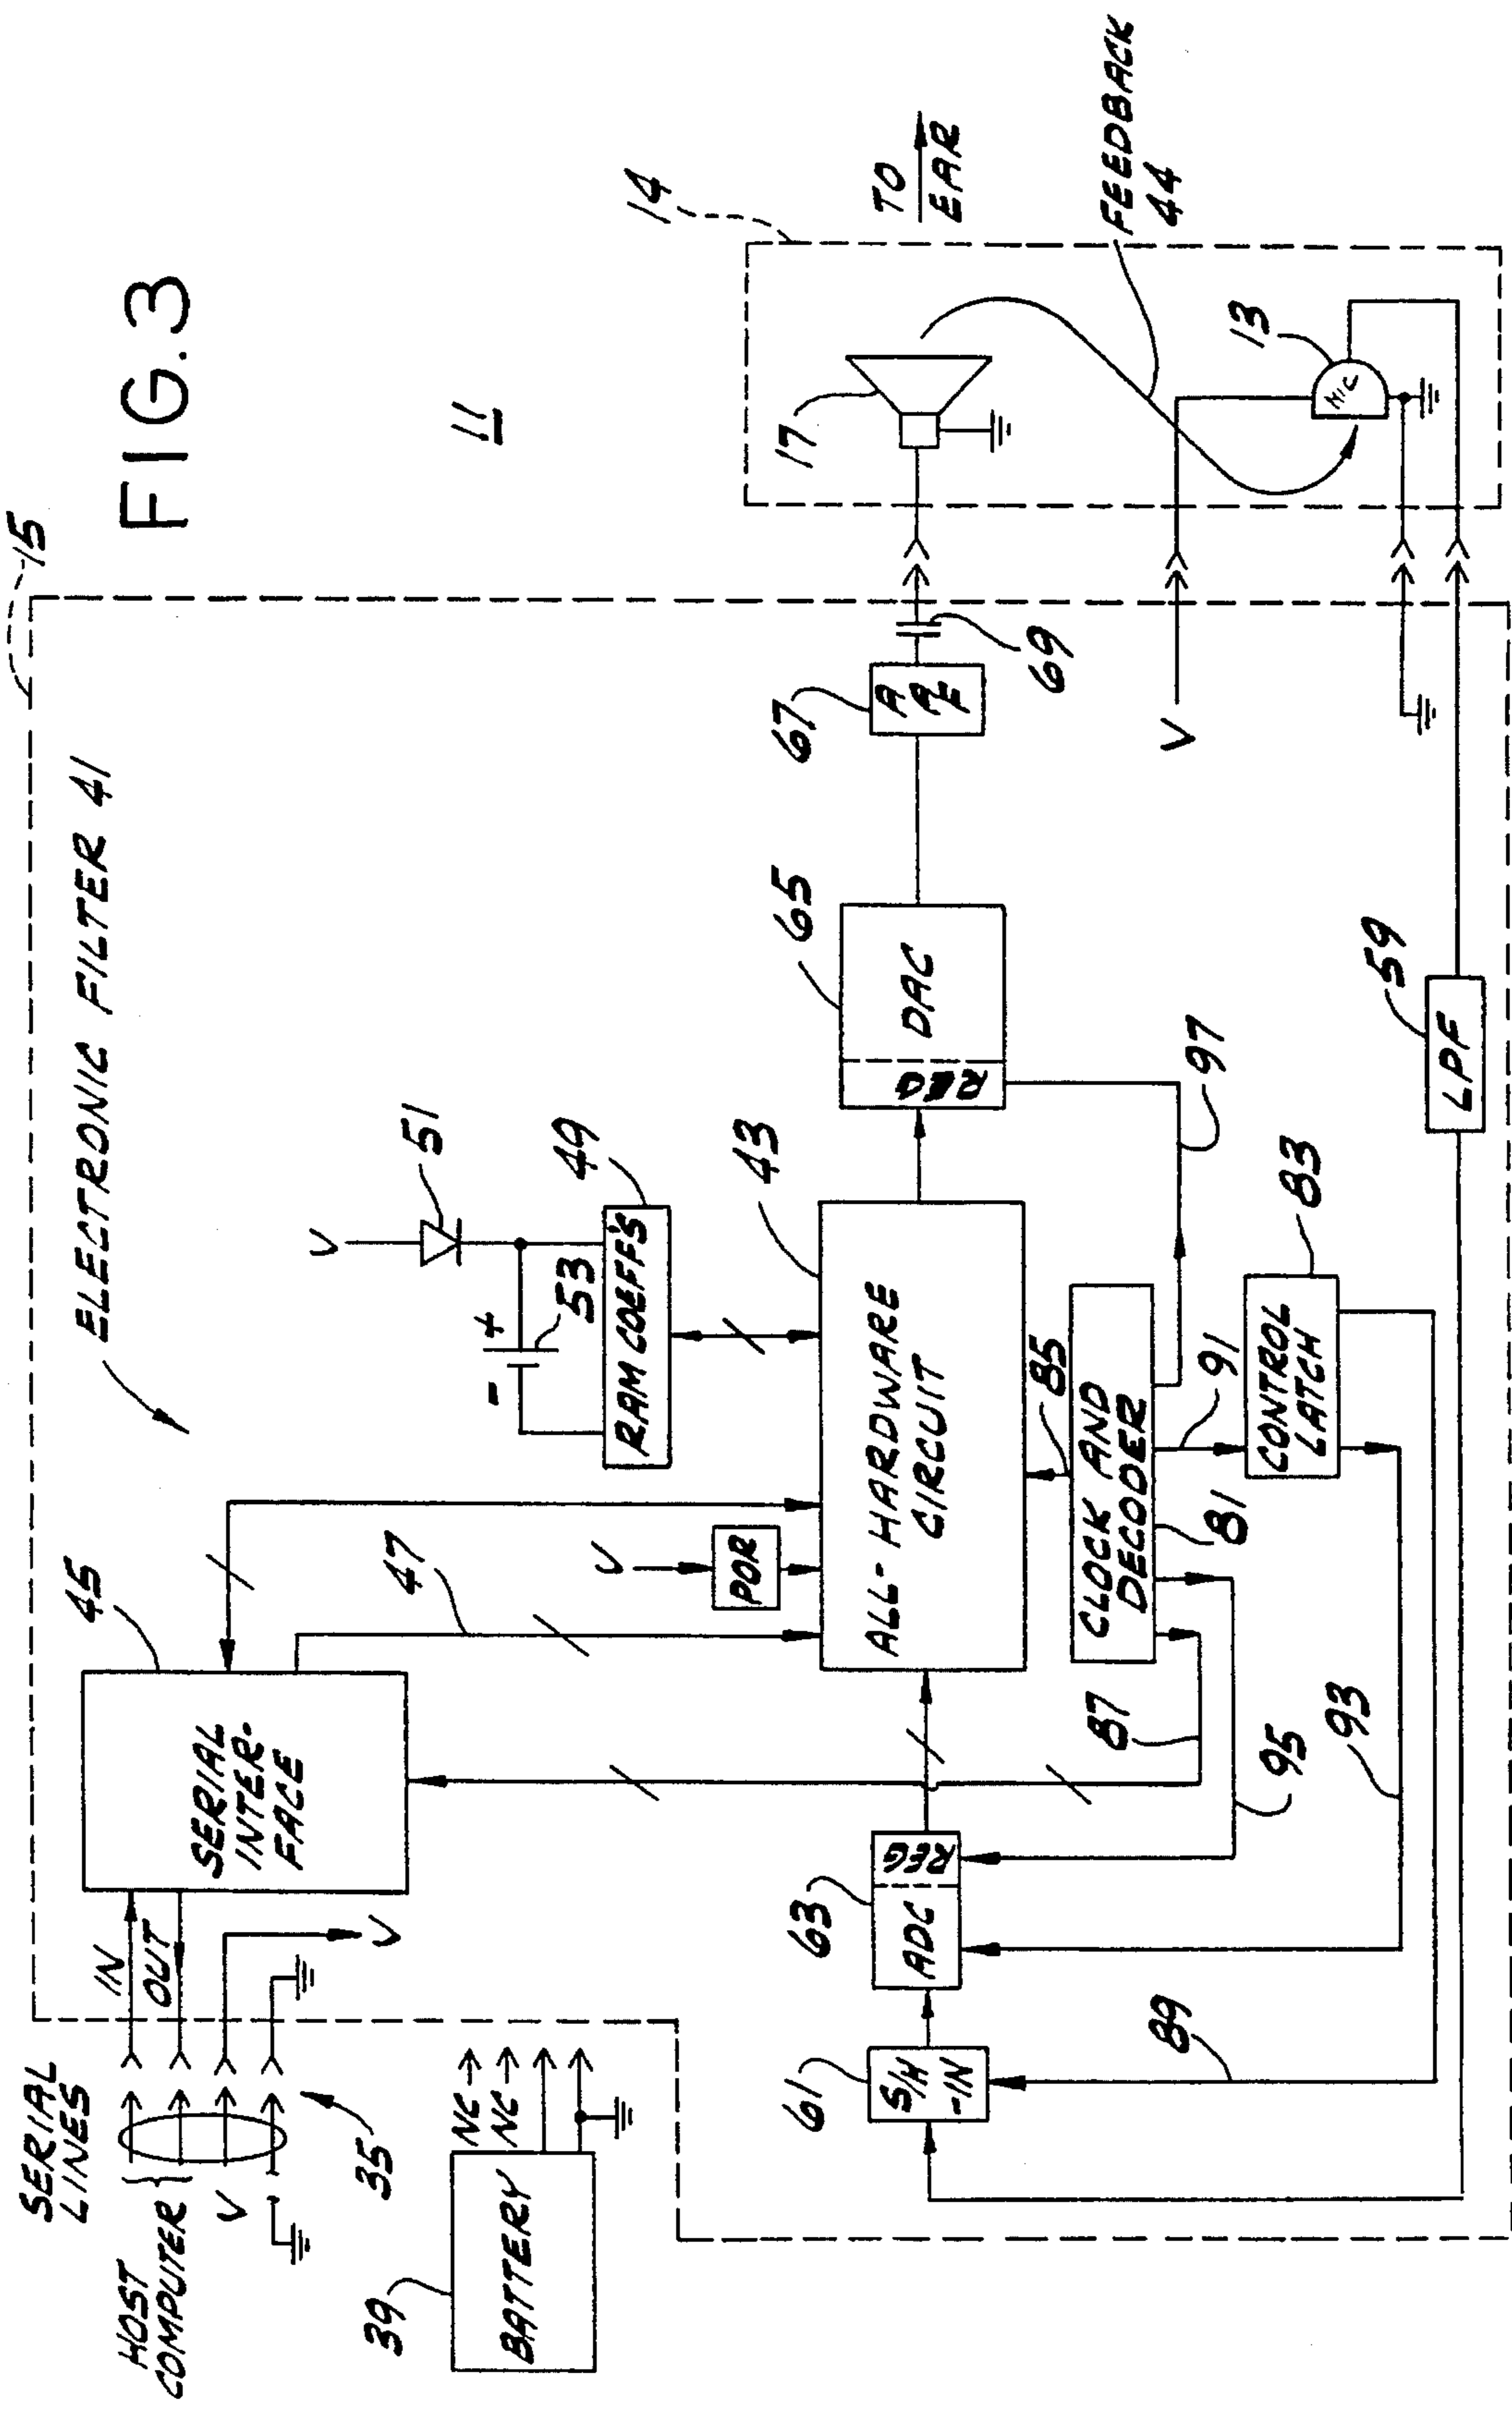 FIG.3
11
15
ELECTRONIC FILTER 41
SERIAL
LINES
HOST
COMPUTER
V
35
IN
OUT
V
45
SERIAL
INTER-
FACE
47
39
BATTERY
NC
NC
V
POR
V
51
+
-
53
49
RAM COEFF'S
43
ALL-HARDWARE
CIRCUIT
61
S/H
-IN
63
ADC
REG
65
REG
DAC
67
A
AF
69
14
17
TO
EAR
FEEDBACK
44
13
MIC
V
85
CLOCK AND
DECODER
81
87
95
91
97
83
CONTROL
LATCH
93
89
59
LPF